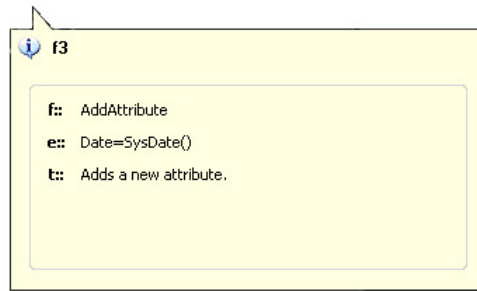 f3
f:: AddAttribute
e:: Date=SysDate()
t:: Adds a new attribute.